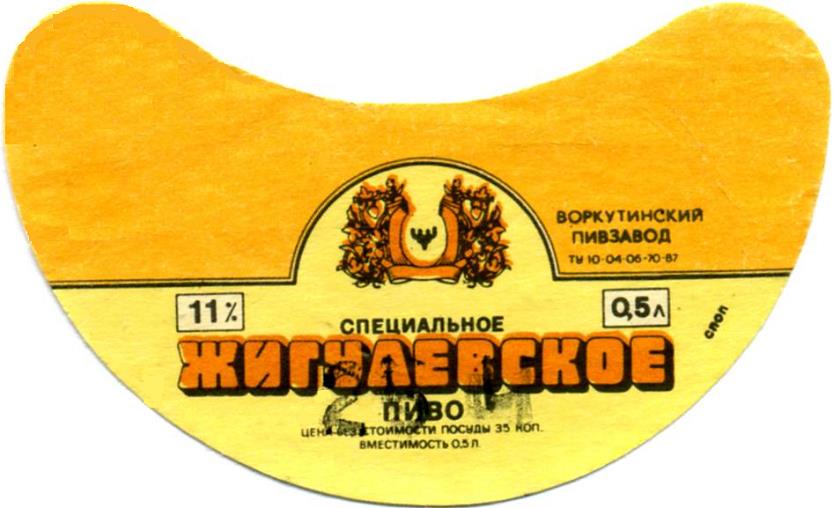 ВОРКУТИНСКИЙ
ПИВЗАВОД
ТУ 10-04-06-70-87
11%
0,5л
СПЕЦИАЛЬНОЕ
ЖИГУЛЕВСКОЕ
ПИВО
ЦЕНА БЕЗ СТОИМОСТИ ПОСУДЫ 35 КОП.
ВМЕСТИМОСТЬ 0.5 Л.